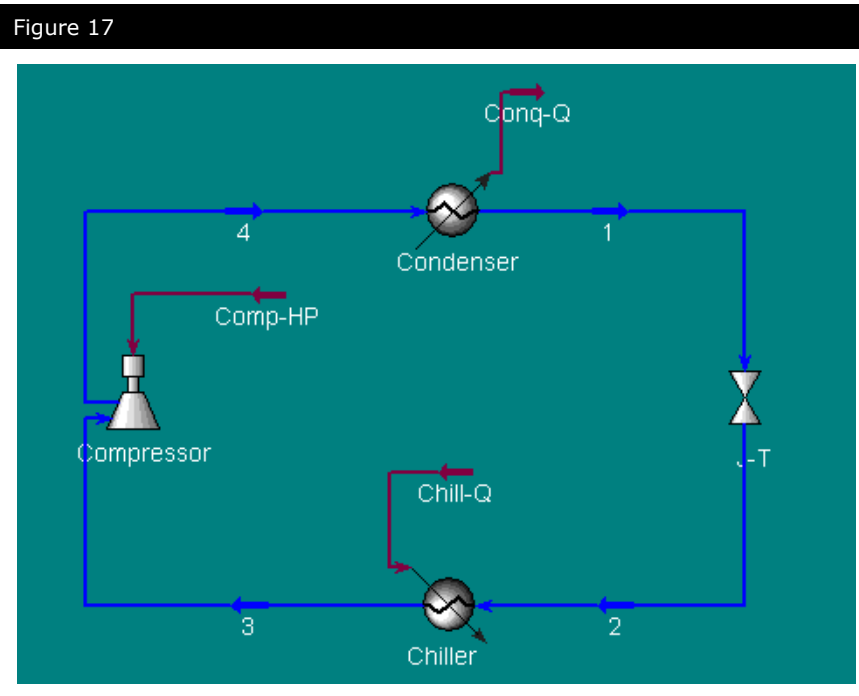 Figure 17
Conq-Q
4
1
Condenser
Comp-HP
Compressor
J-T
Chill-Q
3
2
Chiller